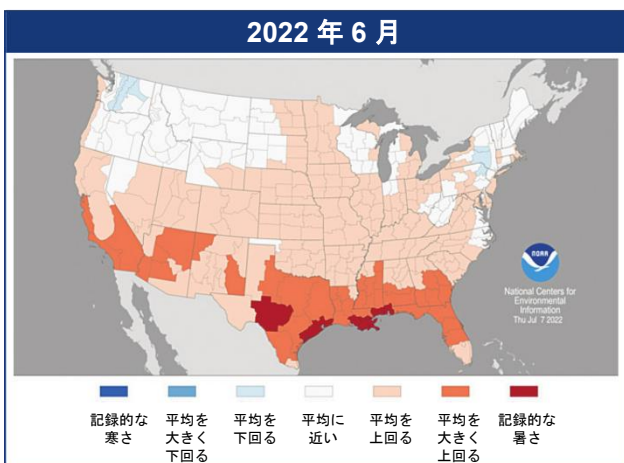 2022 年 6 月
NOAA
National Centers for
Environmental
Information
Thu Jul 7 2022
記録的な
寒さ
平均を
大きく
下回る
平均を
下回る
平均に
近い
平均を
上回る
平均を
大きく
上回る
記録的な
暑さ